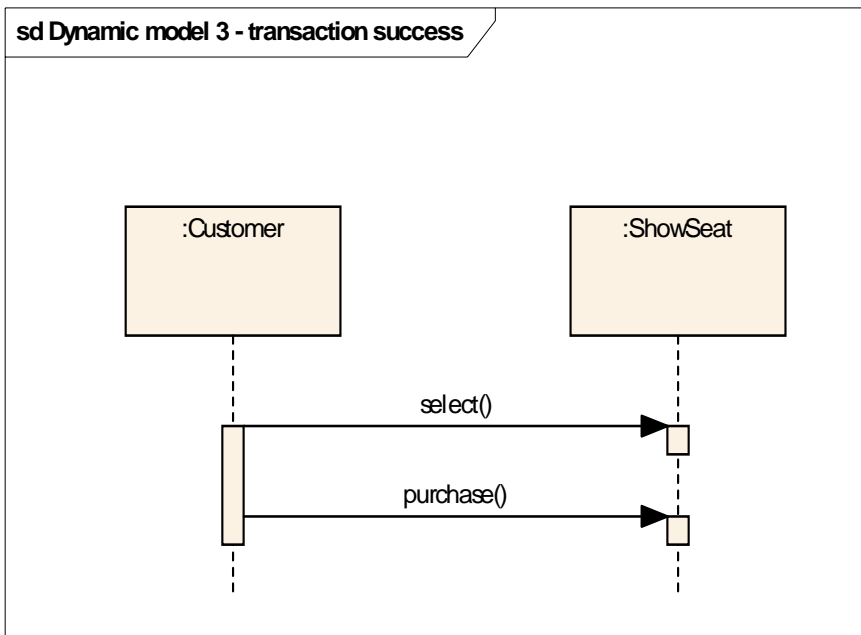 sd Dynamic model 3 - transaction success
:Customer
:ShowSeat
select()
purchase()